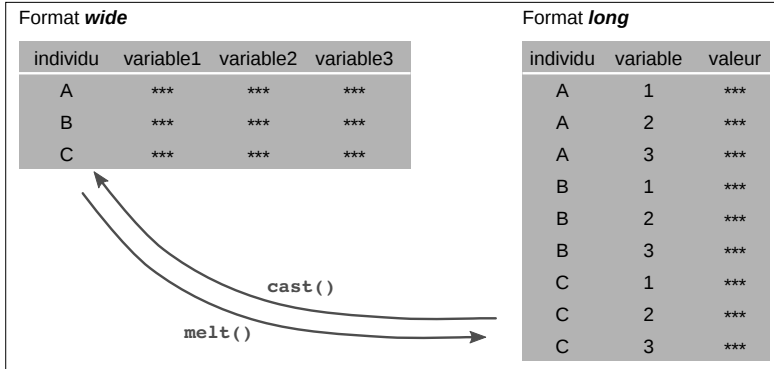 Format wide
individu variable1 variable2 variable3
A *** *** ***
B *** *** ***
C *** *** ***
Format long
individu variable valeur
A 1 ***
A 2 ***
A 3 ***
B 1 ***
B 2 ***
B 3 ***
C 1 ***
C 2 ***
C 3 ***
cast()
melt()